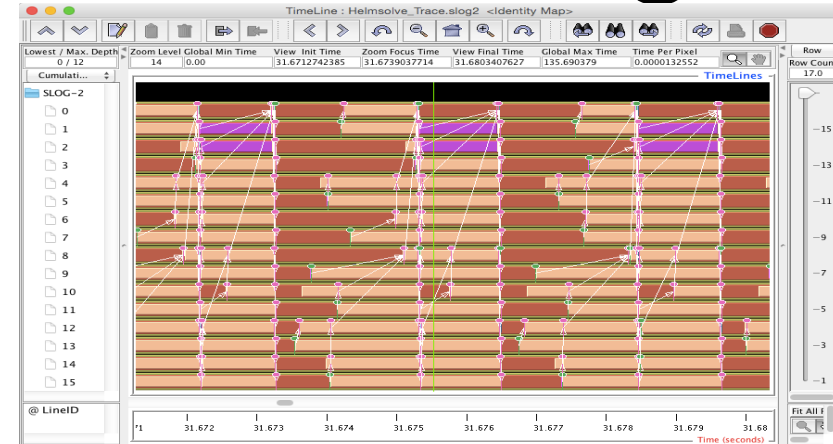 TimeLine : Helmsolve_Trace.slog2 <Identity Map>
Lowest / Max. Depth Zoom Level Global Min Time View Init Time Zoom Focus Time View Final Time Global Max Time Time Per Pixel Row
0 / 12 14 0.00 31.6712742385 31.6739037714 31.6803407627 135.690379 0.0000132552 Row Coun
17.0
Cumulati... TimeLines
SLOG-2
0
1
2
3
4
5
6
7
8
9
10
11
12
13
14
15
15
13
11
9
7
5
3
1
@ LineID
Fit All
'1 31.672 31.673 31.674 31.675 31.676 31.677 31.678 31.679 31.68
Time (seconds)